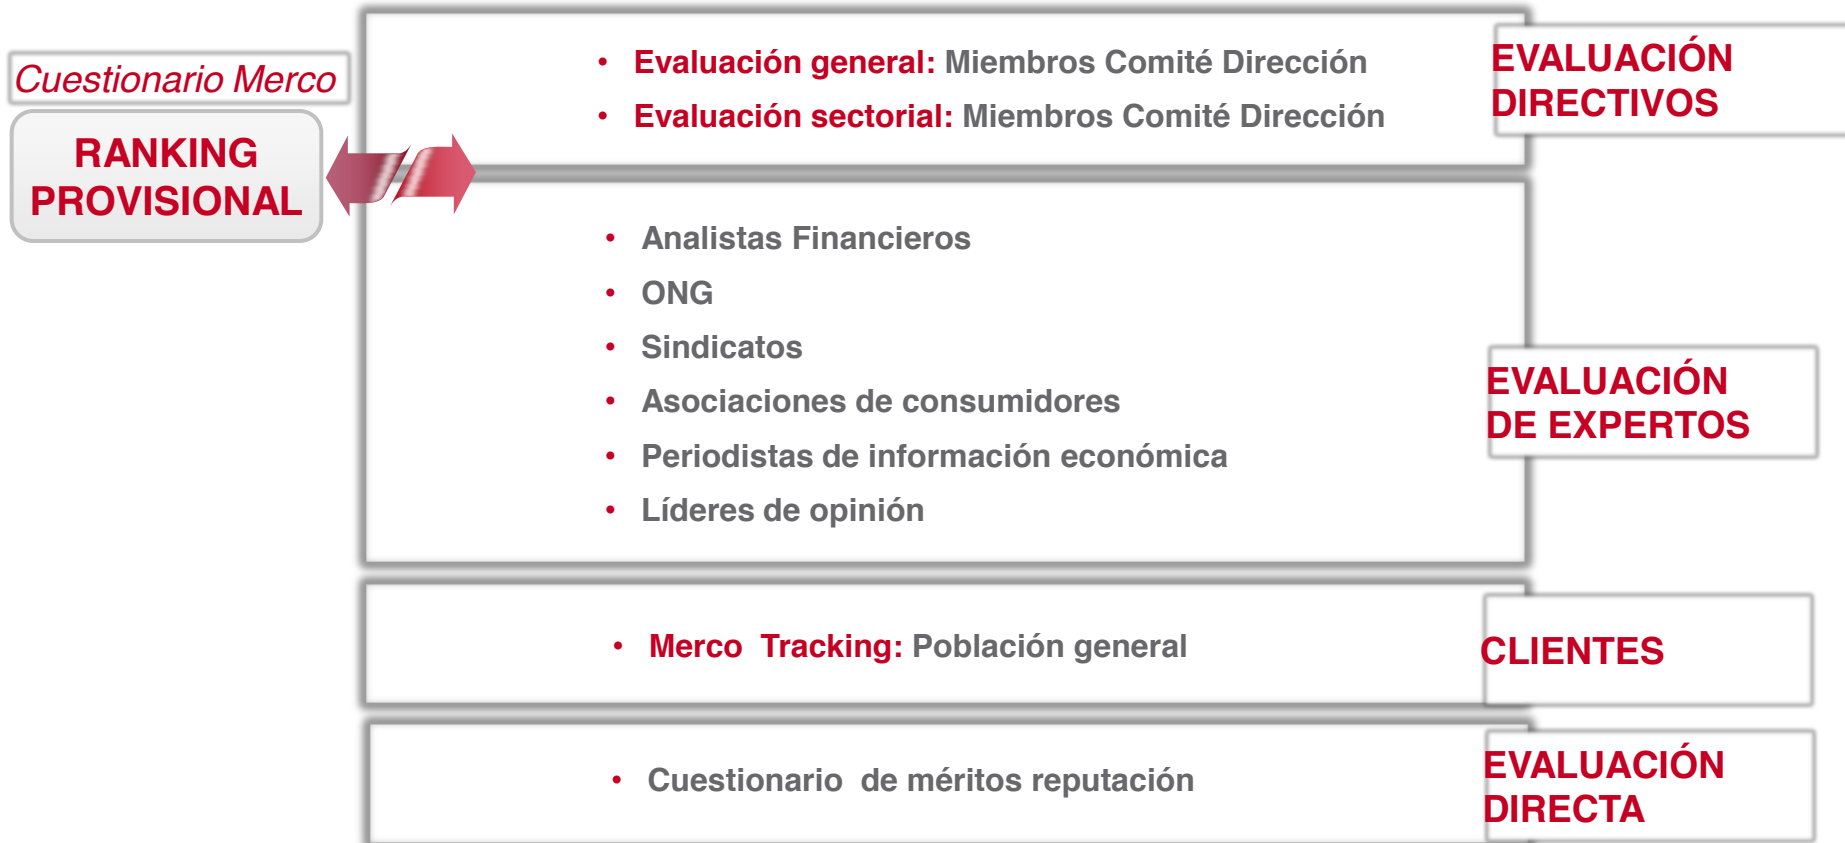 Cuestionario Merco
RANKING
PROVISIONAL
• Evaluación general: Miembros Comité Dirección
• Evaluación sectorial: Miembros Comité Dirección
EVALUACIÓN
DIRECTIVOS
• Analistas Financieros
• ONG
• Sindicatos
• Asociaciones de consumidores
• Periodistas de información económica
• Líderes de opinión
EVALUACIÓN
DE EXPERTOS
• Merco Tracking: Población general
CLIENTES
• Cuestionario de méritos reputación
EVALUACIÓN
DIRECTA